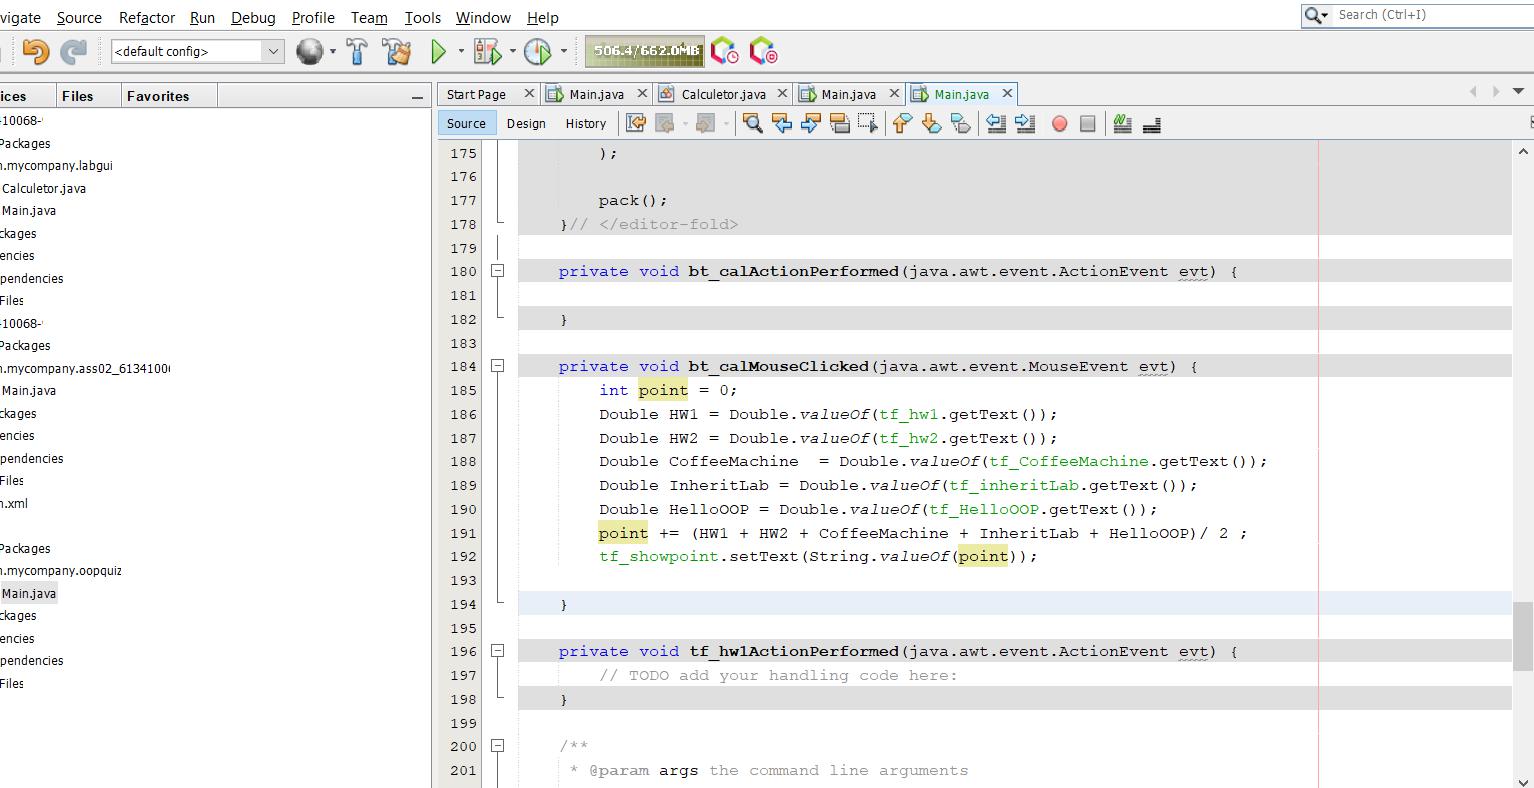 vigate Source Refactor Run Debug Profile Team Tools Window Help
Search (Ctrl+I)
<default config>
506.4/662.0MB
ices Files Favorites
Start Page Main.java Calculetor.java Main.java Main.java
Source Design History
10068-
Packages
n.mycompany.labgui
Calculetor.java
Main.java
ckages
encies
pendencies
Files
10068-
Packages
n.mycompany.ass02_6134100
Main.java
ckages
encies
pendencies
Files
n.xml
Packages
n.mycompany.oopquiz
Main.java
ckages
encies
pendencies
Files
175 );
176
177 pack();
178 }// </editor-fold>
179
180 private void bt_calActionPerformed(java.awt.event.ActionEvent evt) {
181
182 }
183
184 private void bt_calMouseClicked(java.awt.event.MouseEvent evt) {
185 int point = 0;
186 Double HW1 = Double.valueOf(tf_hw1.getText());
187 Double HW2 = Double.valueOf(tf_hw2.getText());
188 Double CoffeeMachine  = Double.valueOf(tf_CoffeeMachine.getText());
189 Double InheritLab = Double.valueOf(tf_inheritLab.getText());
190 Double HelloOOP = Double.valueOf(tf_HelloOOP.getText());
191 point += (HW1 + HW2 + CoffeeMachine + InheritLab + HelloOOP)/ 2 ;
192 tf_showpoint.setText(String.valueOf(point));
193
194 }
195
196 private void tf_hw1ActionPerformed(java.awt.event.ActionEvent evt) {
197 // TODO add your handling code here:
198 }
199
200 /**
201 * @param args the command line arguments